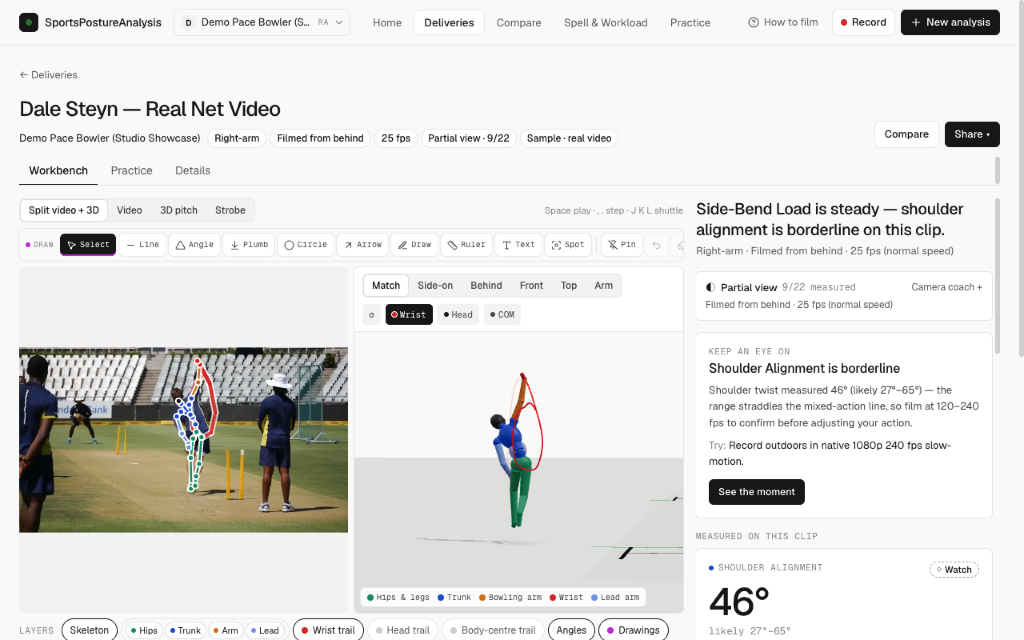 SportsPostureAnalysis
D Demo Pace Bowler (S... RA
Home
Deliveries
Compare
Spell & Workload
Practice
How to film
Record
+ New analysis
← Deliveries
Dale Steyn — Real Net Video
Demo Pace Bowler (Studio Showcase)
Right-arm
Filmed from behind
25 fps
Partial view · 9/22
Sample · real video
Compare
Share
Workbench
Practice
Details
Split video + 3D
Video
3D pitch
Strobe
Space play · , . step · J K L shuttle
DRAW
Select
Line
Angle
Plumb
Circle
Arrow
Draw
Ruler
Text
Spot
Pin
Match
Side-on
Behind
Front
Top
Arm
σ
Wrist
Head
COM
Hips & legs
Trunk
Bowling arm
Wrist
Lead arm
LAYERS
Skeleton
Hips
Trunk
Arm
Lead
Wrist trail
Head trail
Body-centre trail
Angles
Drawings
Side-Bend Load is steady — shoulder
alignment is borderline on this clip.
Right-arm · Filmed from behind · 25 fps (normal speed)
Partial view 9/22 measured
Camera coach +
Filmed from behind · 25 fps (normal speed)
KEEP AN EYE ON
Shoulder Alignment is borderline
Shoulder twist measured 46° (likely 27°–65°) — the
range straddles the mixed-action line, so film at 120–240
fps to confirm before adjusting your action.
Try: Record outdoors in native 1080p 240 fps slow-
motion.
See the moment
MEASURED ON THIS CLIP
SHOULDER ALIGNMENT
Watch
46°
likely 27°–65°